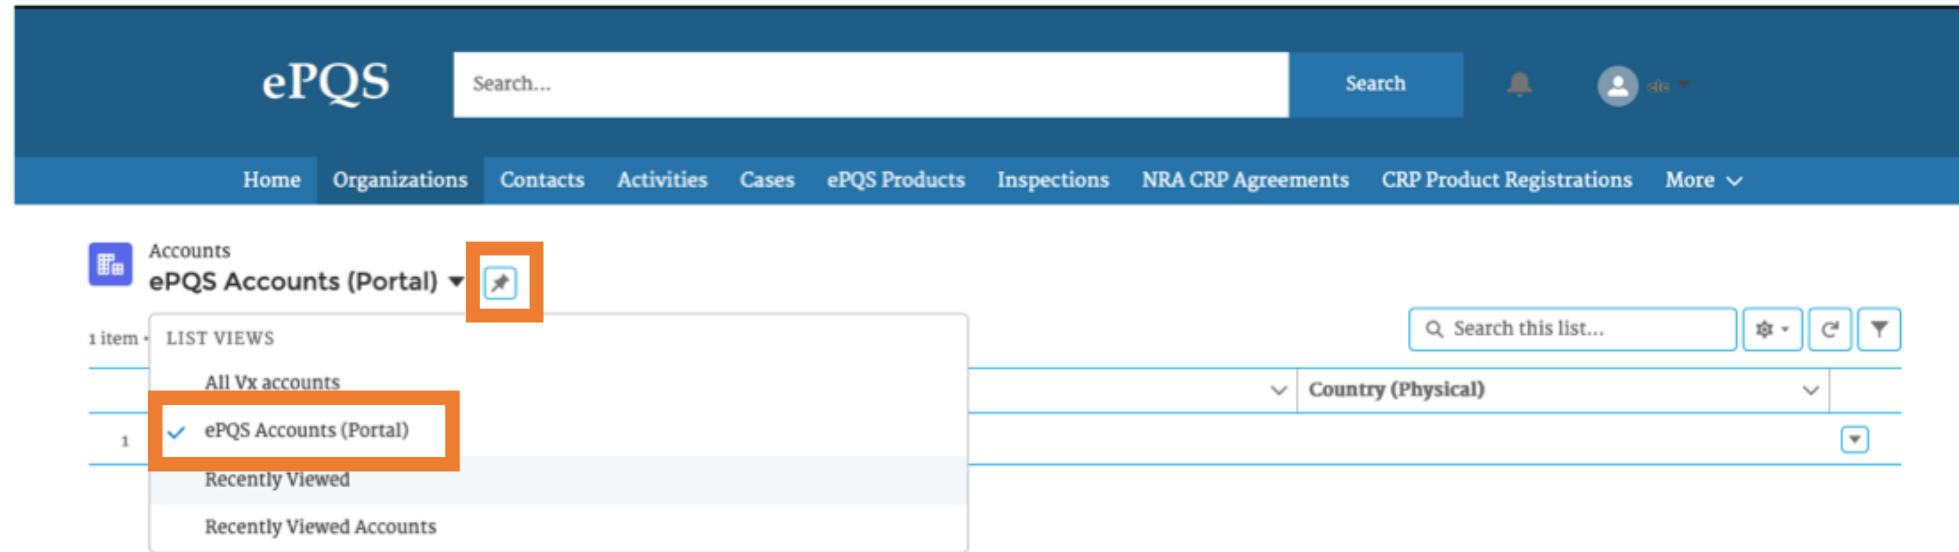 ePQS
Search...
Search
Home Organizations Contacts Activities Cases ePQS Products Inspections NRA CRP Agreements CRP Product Registrations More
Accounts
ePQS Accounts (Portal)
1 item •
Search this list...
LIST VIEWS
All Vx accounts
Country (Physical)
1
ePQS Accounts (Portal)
Recently Viewed
Recently Viewed Accounts